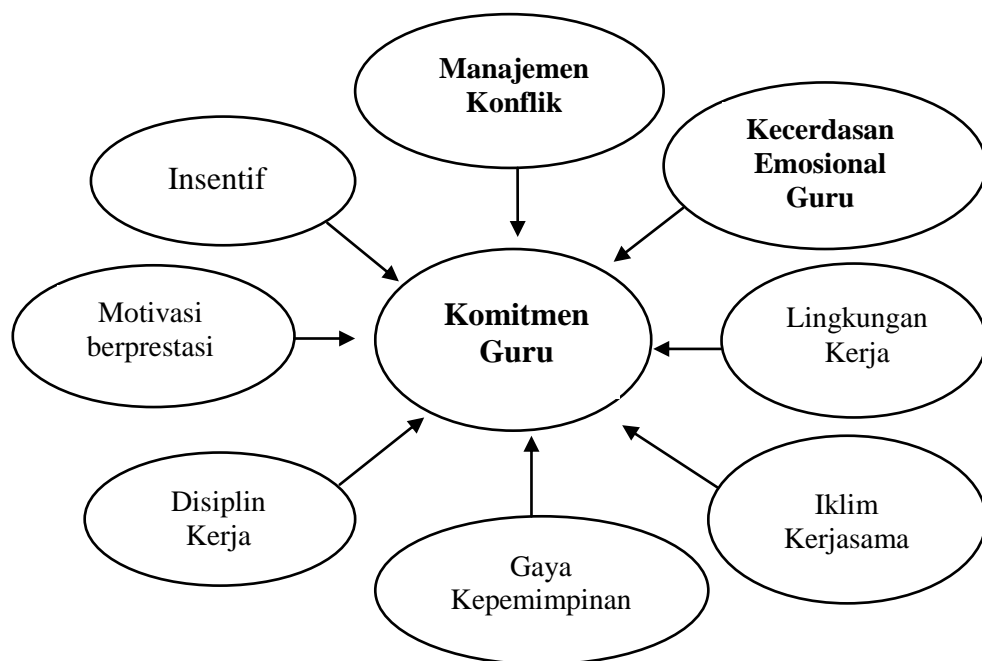 Manajemen
Konflik
Kecerdasan
Emosional
Guru
Insentif
Motivasi
berprestasi
Komitmen
Guru
Lingkungan
Kerja
Disiplin
Kerja
Gaya
Kepemimpinan
Iklim
Kerjasama